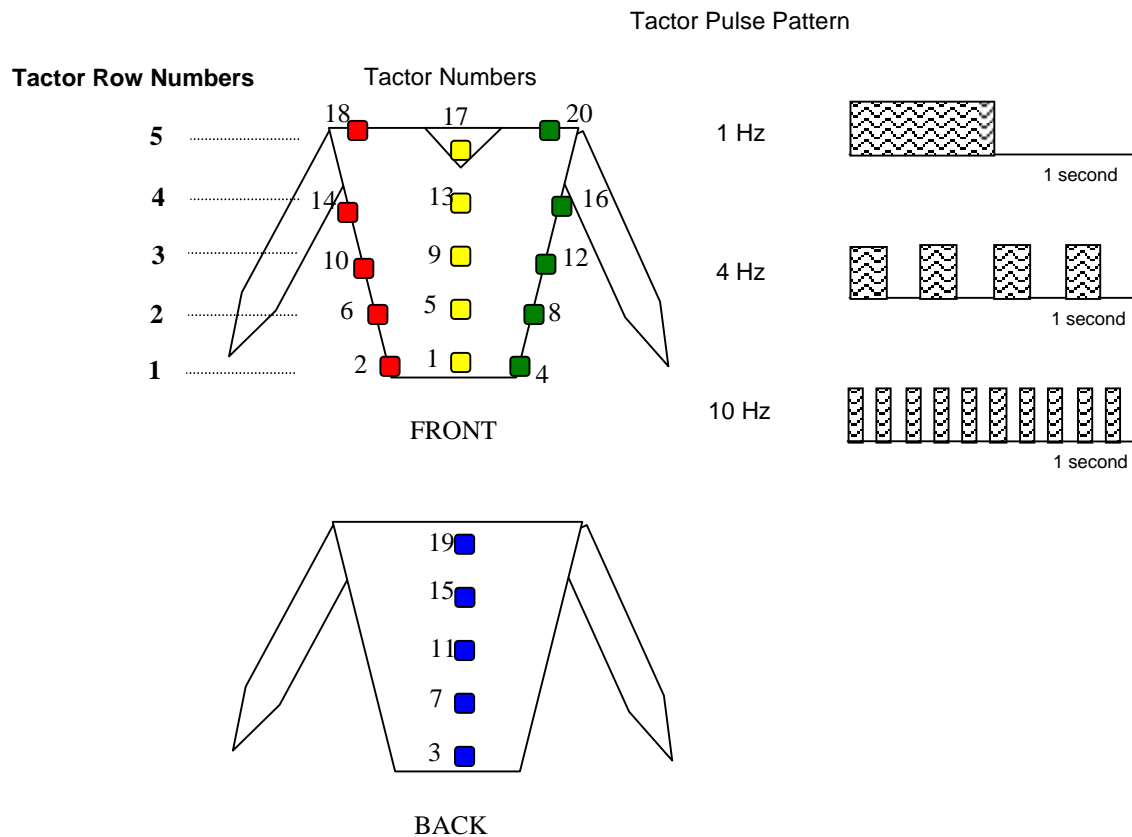 Tactor Pulse Pattern
Tactor Row Numbers
Tactor Numbers
18 17 20
5
1 Hz
1 second
4
14 13 16
3
10 9 12
4 Hz
1 second
2
6 5 8
1
2 1 4
10 Hz
1 second
FRONT
19
15
11
7
3
BACK